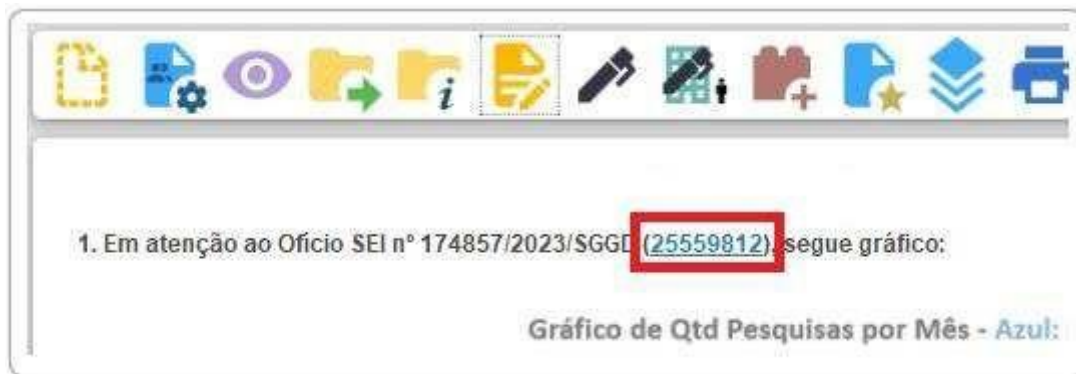 1. Em atenção ao Oficio SEI nº 174857/2023/SGGD (25559812), segue gráfico:
Gráfico de Qtd Pesquisas por Mês - Azul: